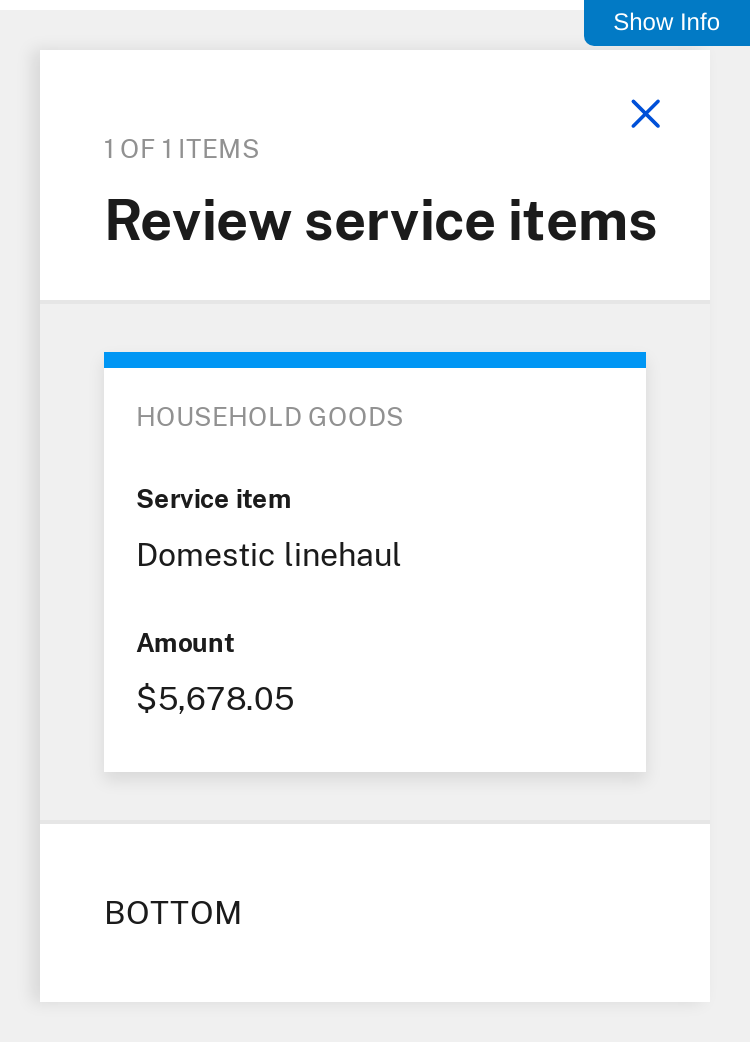 Show Info
1 OF 1 ITEMS
Review service items
HOUSEHOLD GOODS
Service item
Domestic linehaul
Amount
$5,678.05
BOTTOM